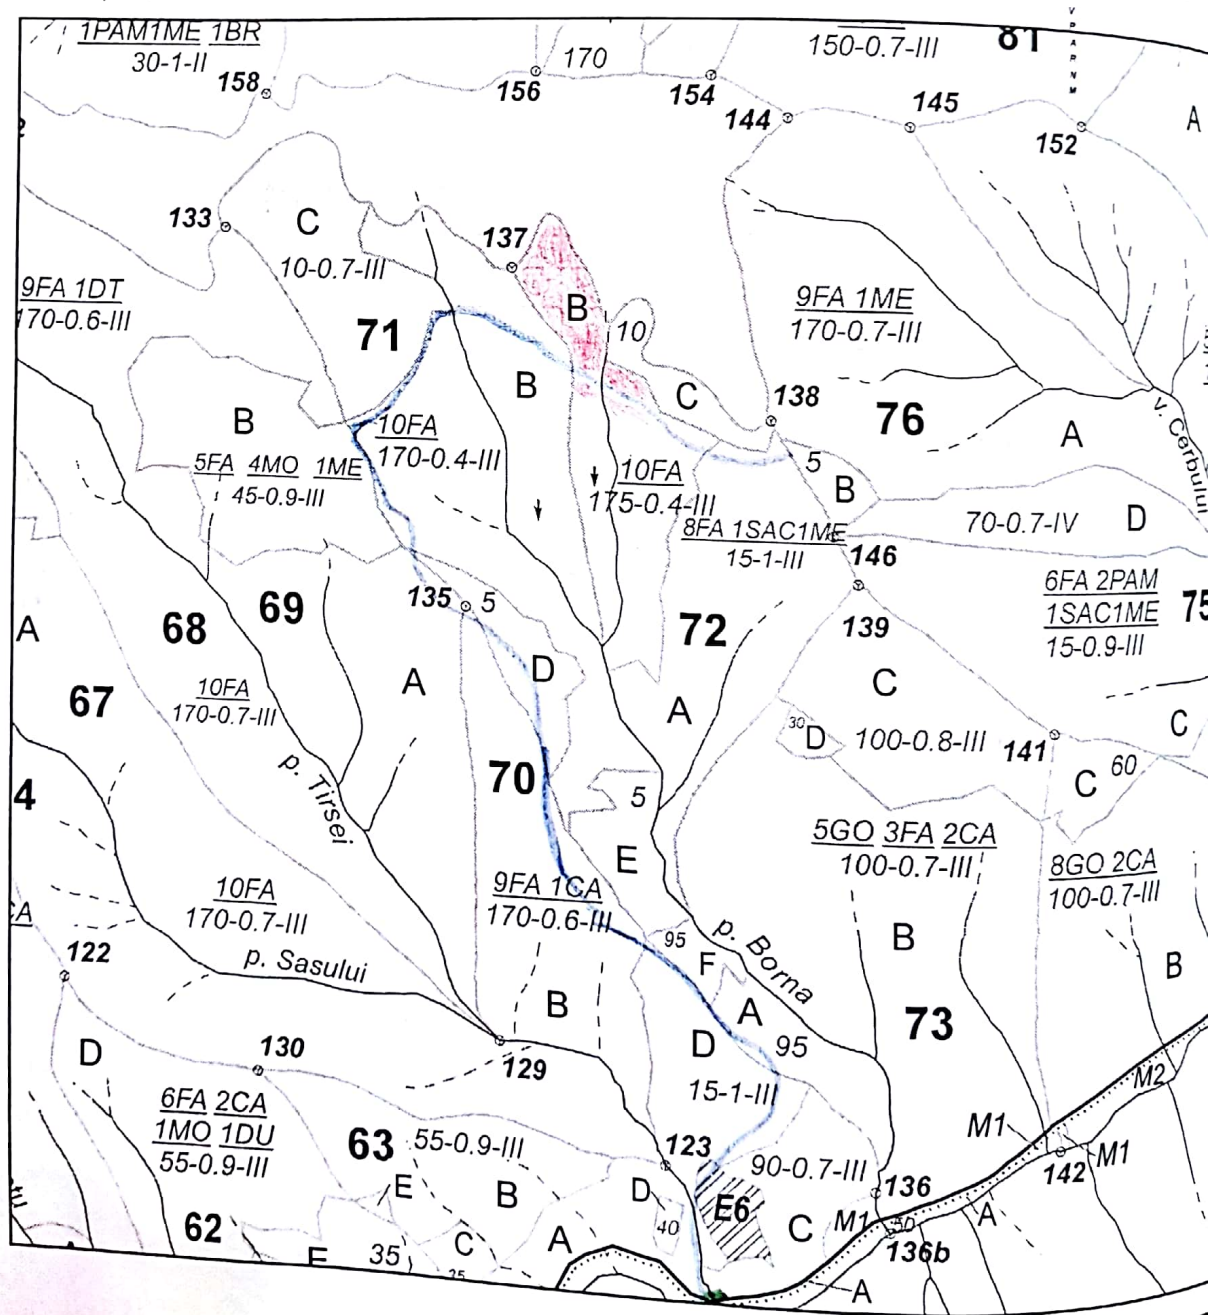 1PAM1ME 1BR
30-1-II
158
156
170
154
150-0.7-III
81
V
P
A
R
N
M
144
145
152
A
133
C
10-0.7-III
137
B
10
9FA 1DT
170-0.6-III
71
B
C
138
9FA 1ME
170-0.7-III
76
A
v. Cerbului
B
5FA 4MO 1ME
45-0.9-III
10FA
170-0.4-III
10FA
175-0.4-III
5
B
70-0.7-IV
D
8FA 1SAC1ME
15-1-III
146
135
5
139
6FA 2PAM
1SAC1ME
15-0.9-III
75
A
68
69
72
67
10FA
170-0.7-III
A
D
A
C
30
D
100-0.8-III
141
C
C
60
4
p. Tirsei
70
5
E
5GO 3FA 2CA
100-0.7-III
8GO 2CA
100-0.7-III
10FA
170-0.7-III
9FA 1CA
170-0.6-III
CA
122
p. Sasului
95
F
p. Borna
B
B
B
A
73
D
130
129
D
95
15-1-III
6FA 2CA
1MO 1DU
55-0.9-III
63
55-0.9-III
123
90-0.7-III
M2
M1
M1
142
E
B
D
40
E6
C
136
M1
136b
A
62
E
35
C
A
A